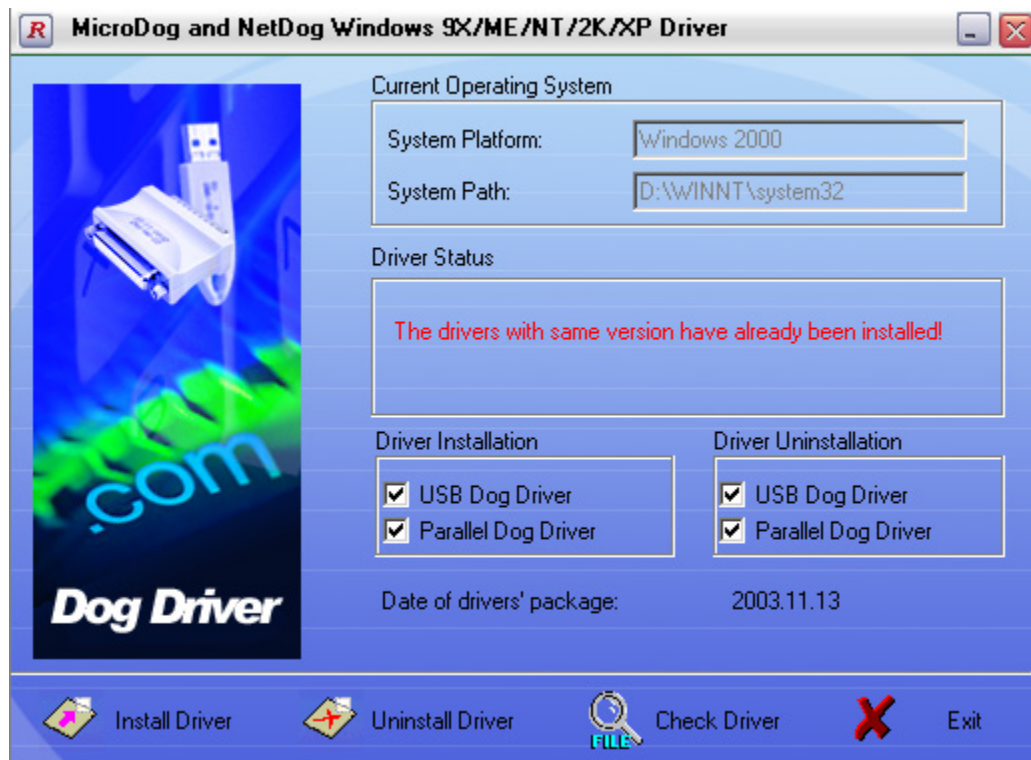 R MicroDog and NetDog Windows 9X/ME/NT/2K/XP Driver
Current Operating System
System Platform: Windows 2000
System Path: D:\WINNT\system32
Driver Status
The drivers with same version have already been installed!
Driver Installation
Driver Uninstallation
USB Dog Driver
USB Dog Driver
Parallel Dog Driver
Parallel Dog Driver
.com
Dog Driver
Date of drivers' package: 2003.11.13
Install Driver
Uninstall Driver
FILE
Check Driver
Exit